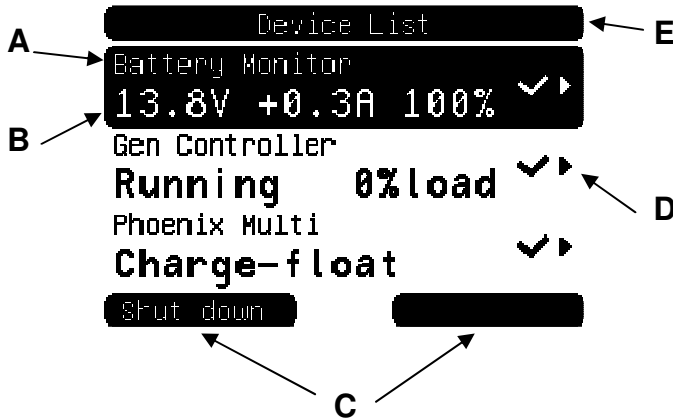 Device List
E
A
Battery Monitor
13.8V +0.3A 100%
B
Gen Controller
Running 0%load
D
Phoenix Multi
Charge-float
Shut down
C